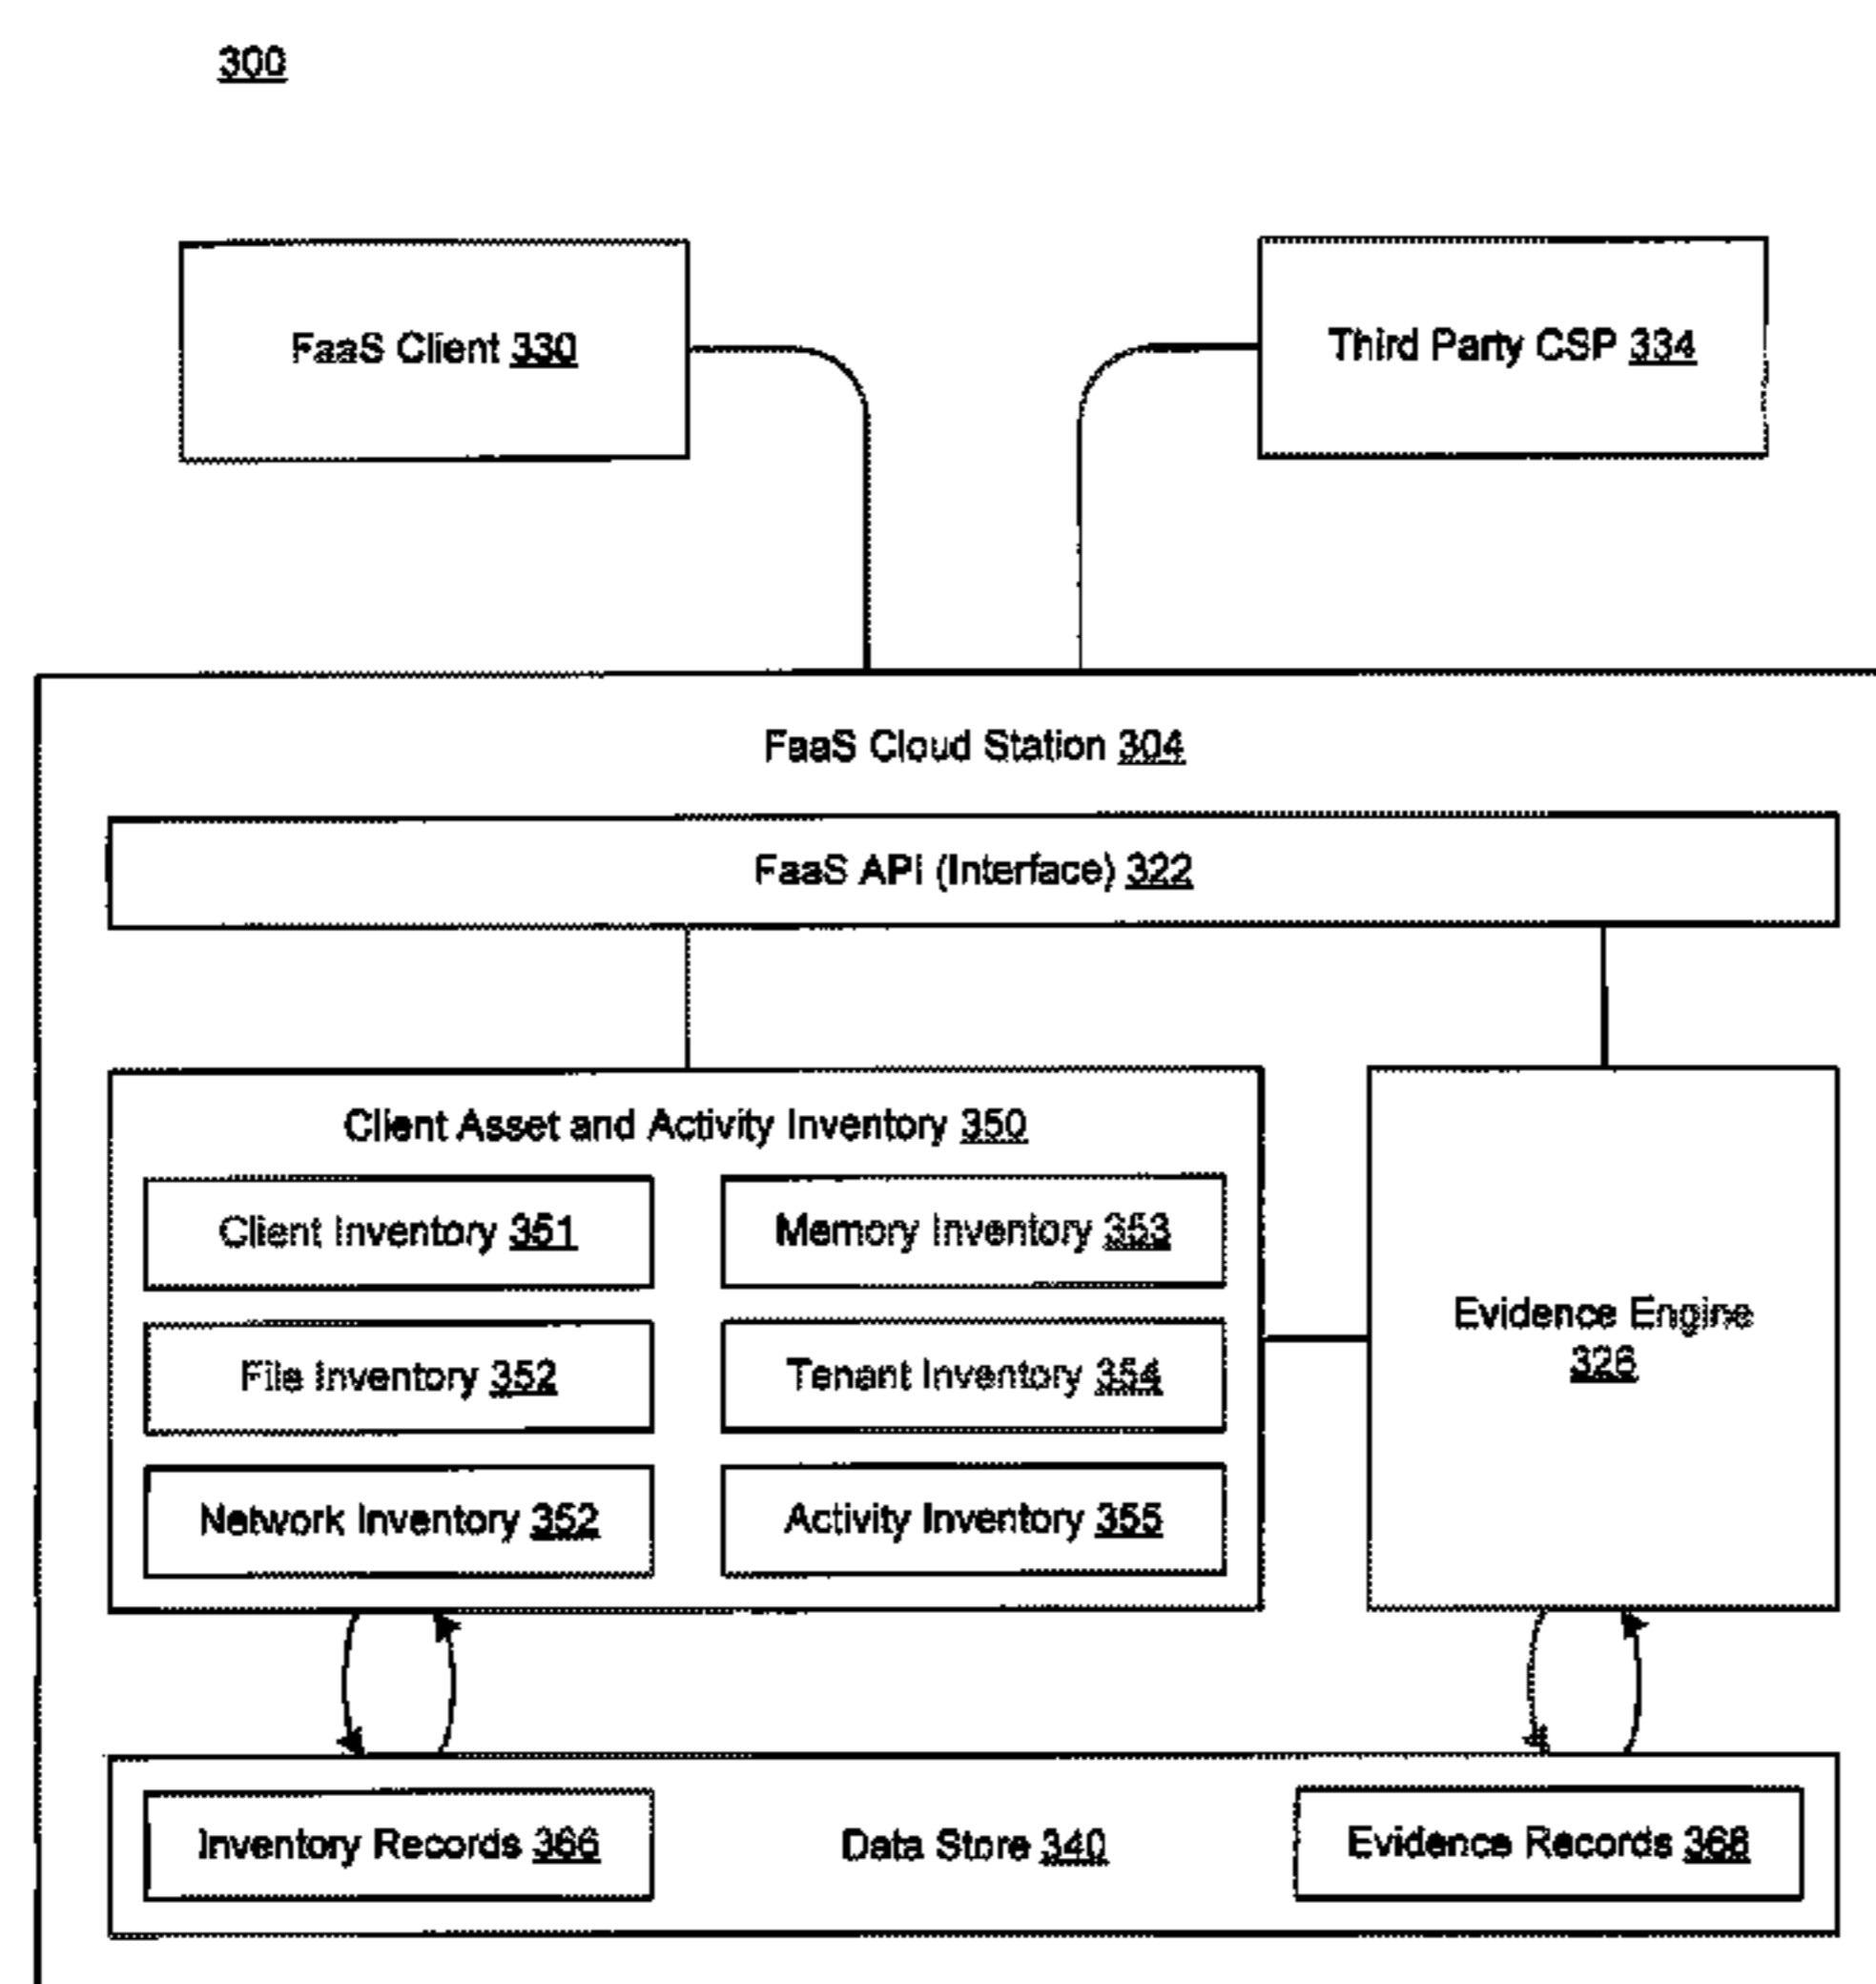 300
FaaS Client 330
Third Party CSP 334
FaaS Cloud Station 304
FaaS API (Interface) 322
Client Asset and Activity Inventory 350
Client Inventory 351
Memory Inventory 353
File Inventory 352
Tenant Inventory 354
Network Inventory 352
Activity Inventory 355
Evidence Engine
326
Inventory Records 366
Data Store 340
Evidence Records 368